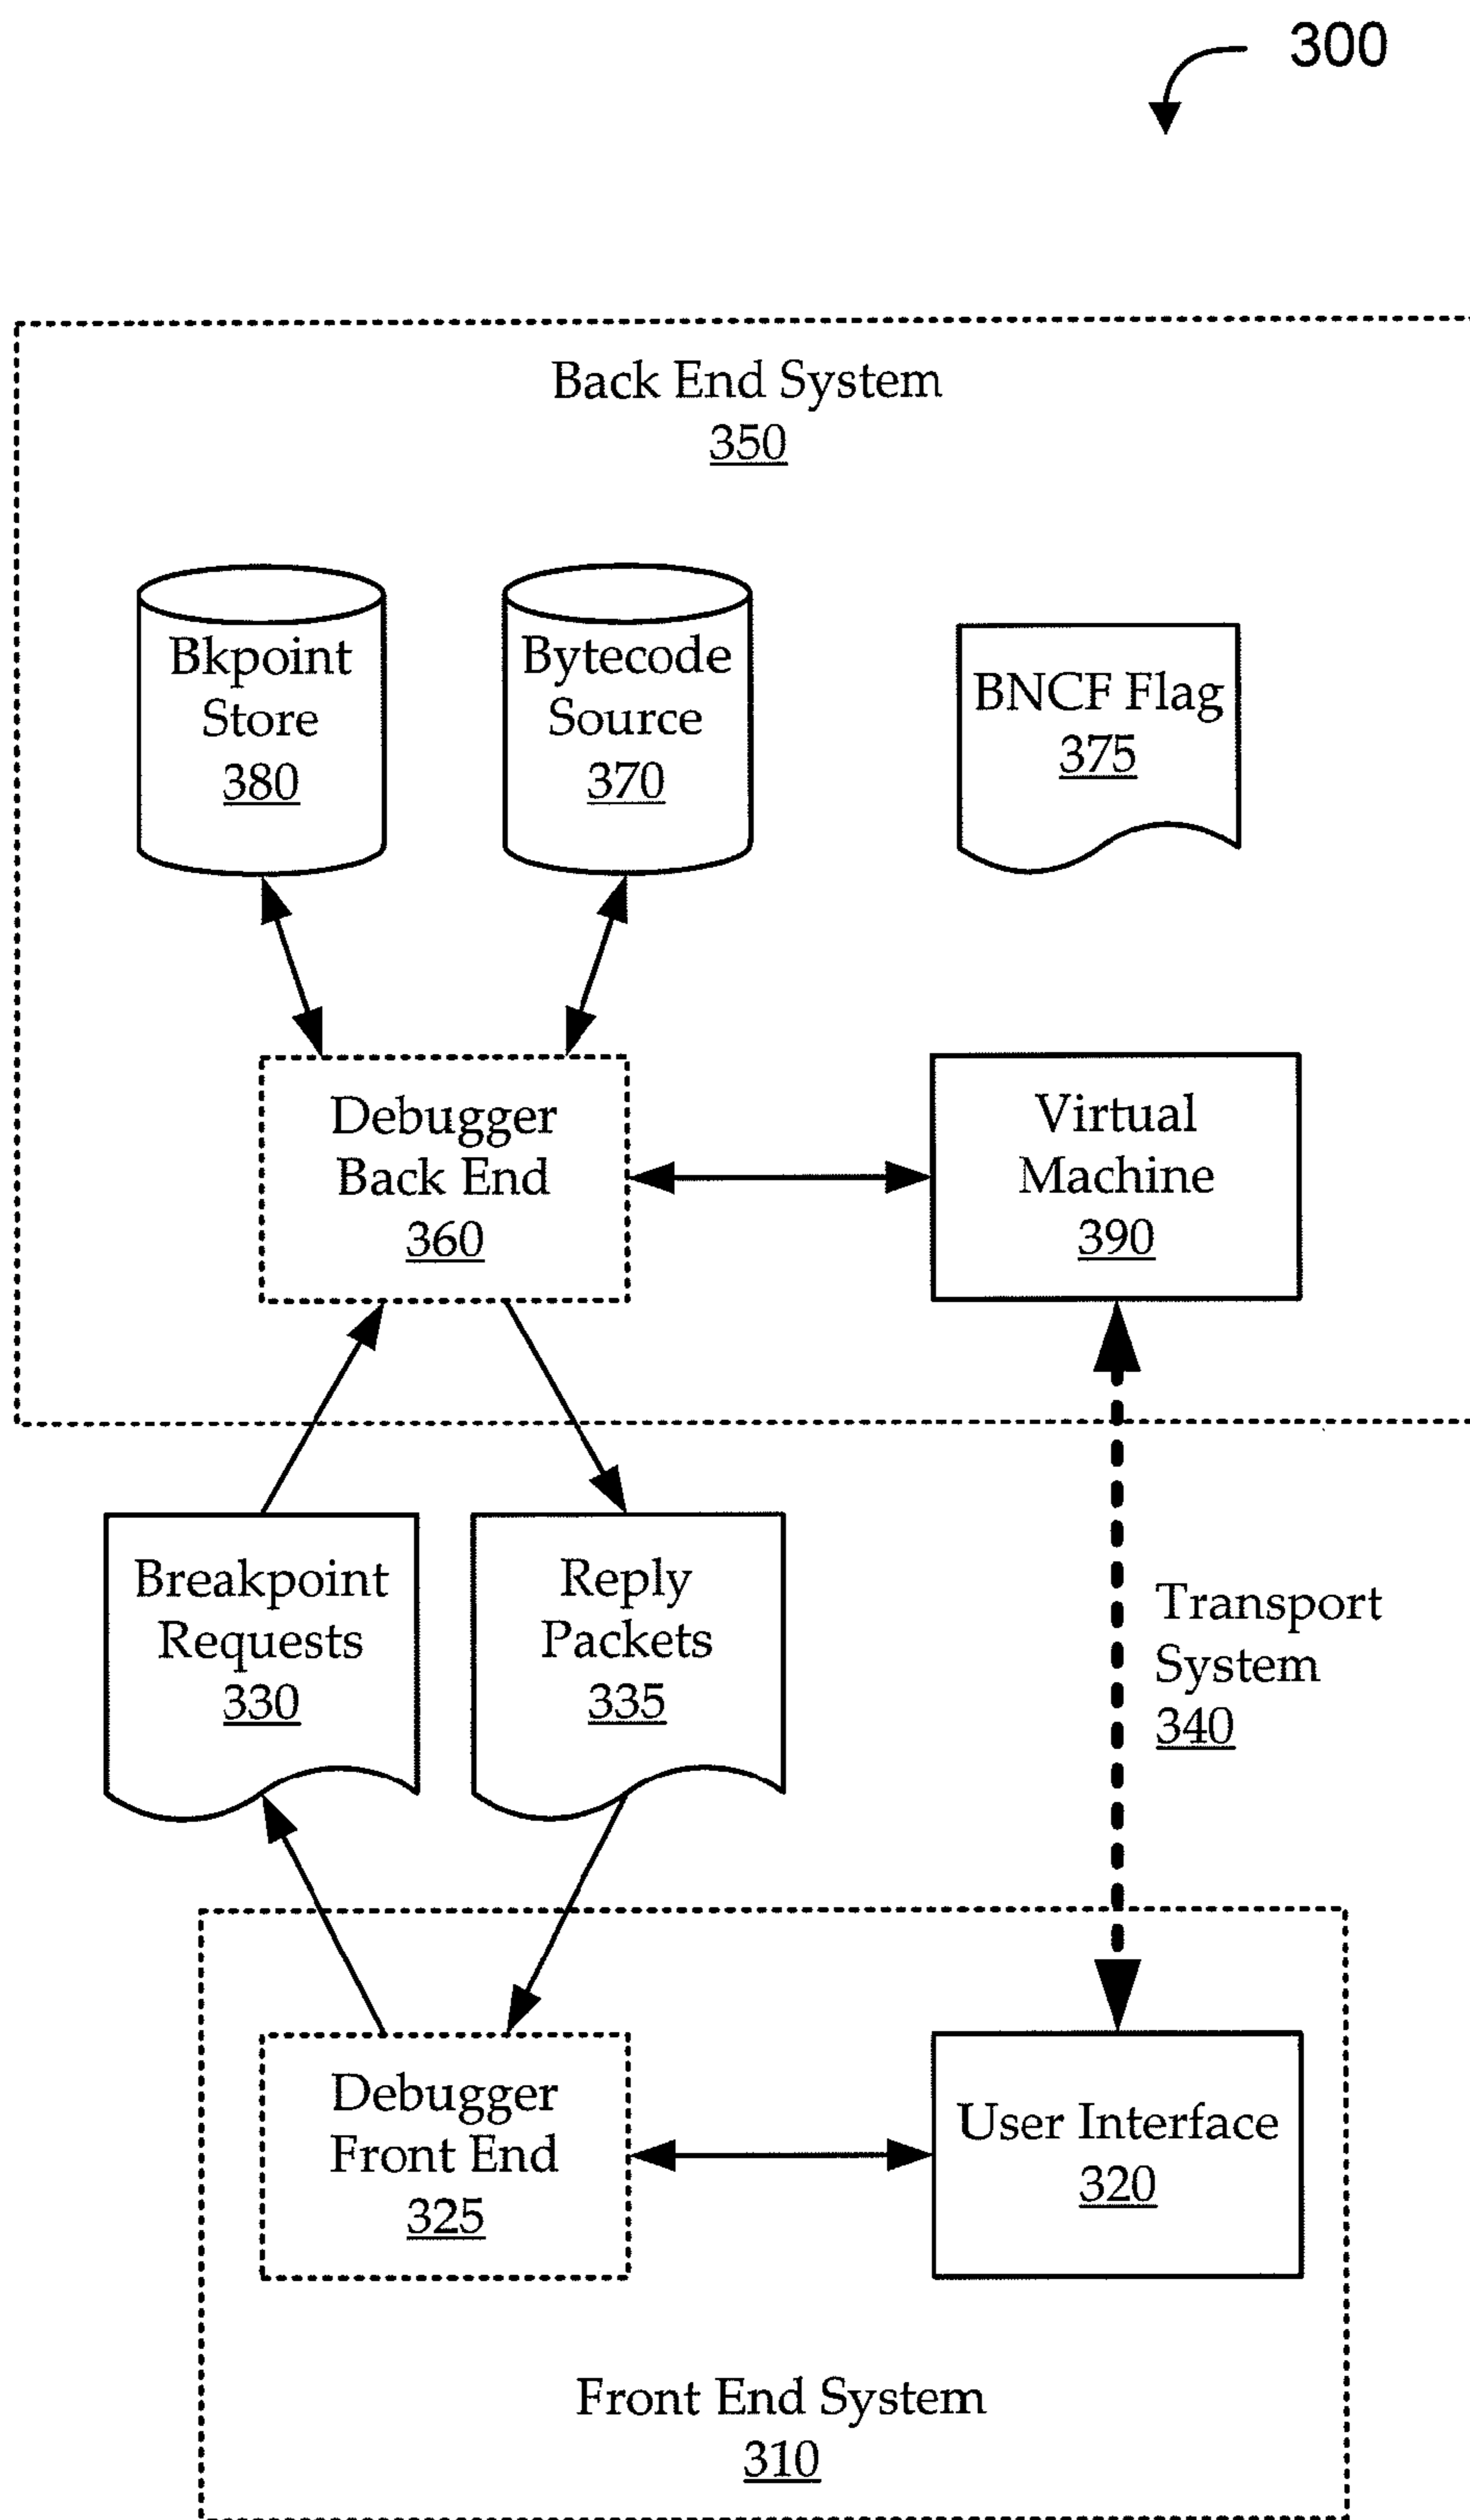 300
Back End System
350
Bkpoint
Store
380
Bytecode
Source
370
BNCF Flag
375
Debugger
Back End
360
Virtual
Machine
390
Breakpoint
Requests
330
Reply
Packets
335
Transport
System
340
Debugger
Front End
325
User Interface
320
Front End System
310